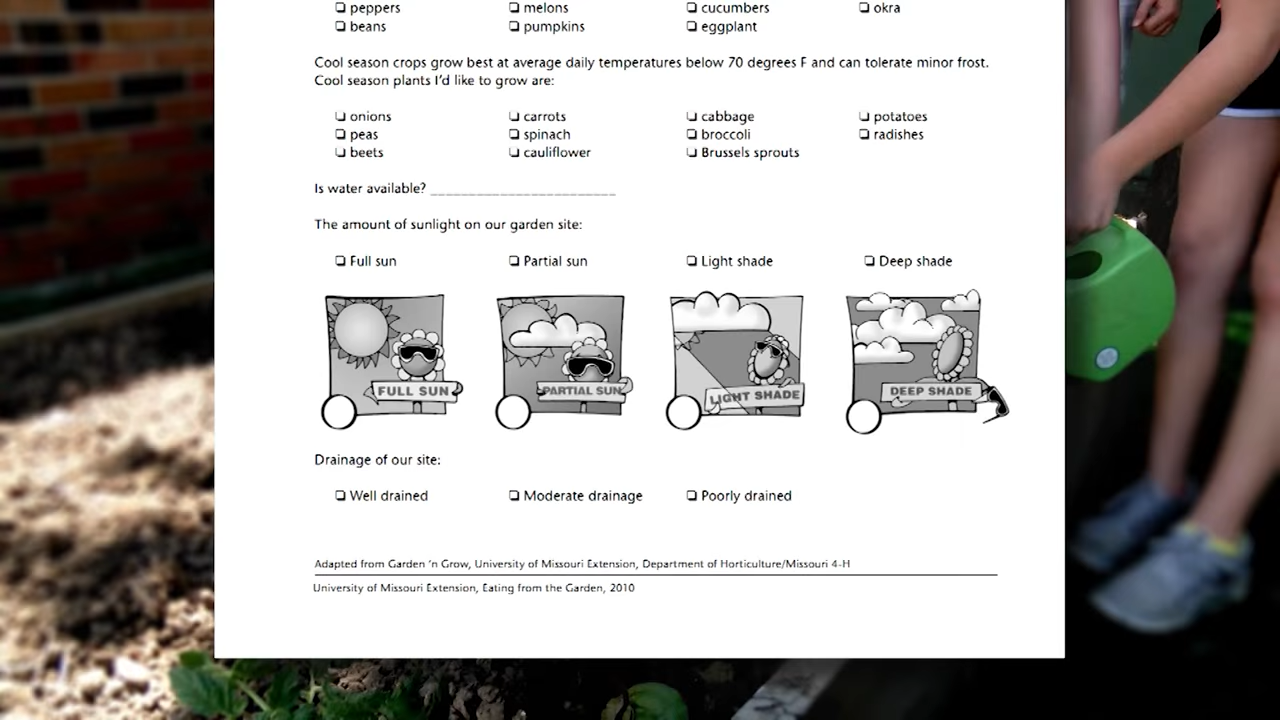 ❏ peppers ❏ melons ❏ cucumbers ❏ okra
❏ beans ❏ pumpkins ❏ eggplant
Cool season crops grow best at average daily temperatures below 70 degrees F and can tolerate minor frost.
Cool season plants I'd like to grow are:
❏ onions ❏ carrots ❏ cabbage ❏ potatoes
❏ peas ❏ spinach ❏ broccoli ❏ radishes
❏ beets ❏ cauliflower ❏ Brussels sprouts
Is water available? ________________________
The amount of sunlight on our garden site:
❏ Full sun ❏ Partial sun ❏ Light shade ❏ Deep shade
FULL SUN PARTIAL SUN LIGHT SHADE DEEP SHADE
Drainage of our site:
❏ Well drained ❏ Moderate drainage ❏ Poorly drained
Adapted from Garden 'n Grow, University of Missouri Extension, Department of Horticulture/Missouri 4-H
University of Missouri Extension, Eating from the Garden, 2010